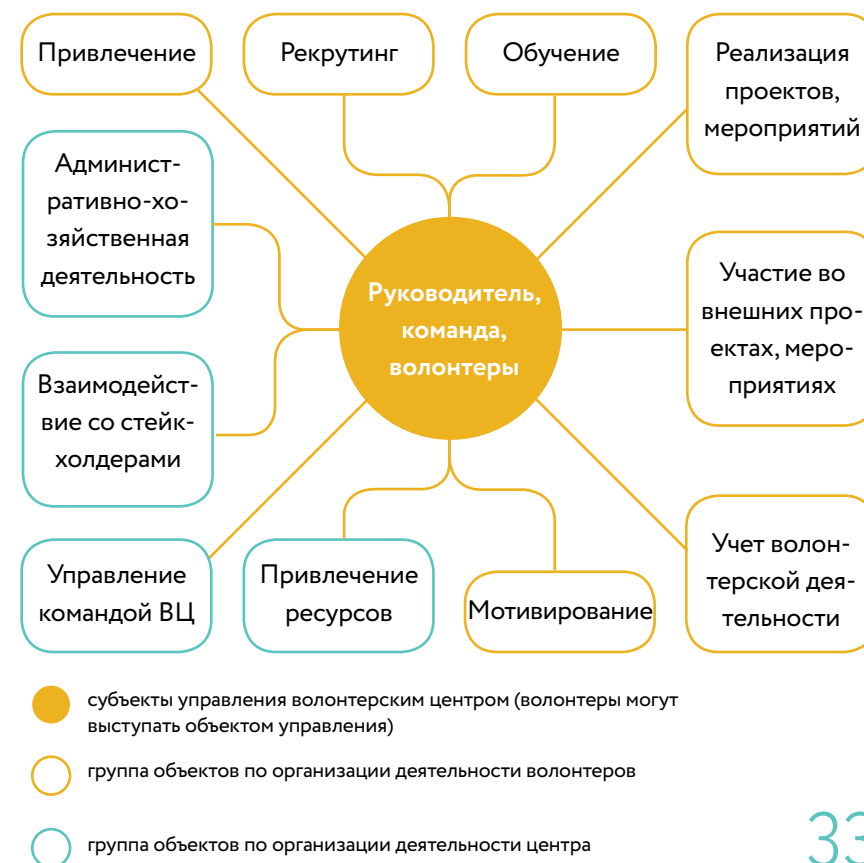 Привлечение
Рекрутинг
Обучение
Реализация
проектов,
мероприятий
Админист-
ративно-хо-
зяйственная
деятельность
Руководитель,
команда,
волонтеры
Участие во
внешних про-
ектах, меро-
приятиях
Взаимодейст-
вие со стейк-
холдерами
Управление
командой ВЦ
Привлечение
ресурсов
Мотивирование
Учет волон-
терской дея-
тельности
субъекты управления волонтерским центром (волонтеры могут
выступать объектом управления)
группа объектов по организации деятельности волонтеров
группа объектов по организации деятельности центра
33